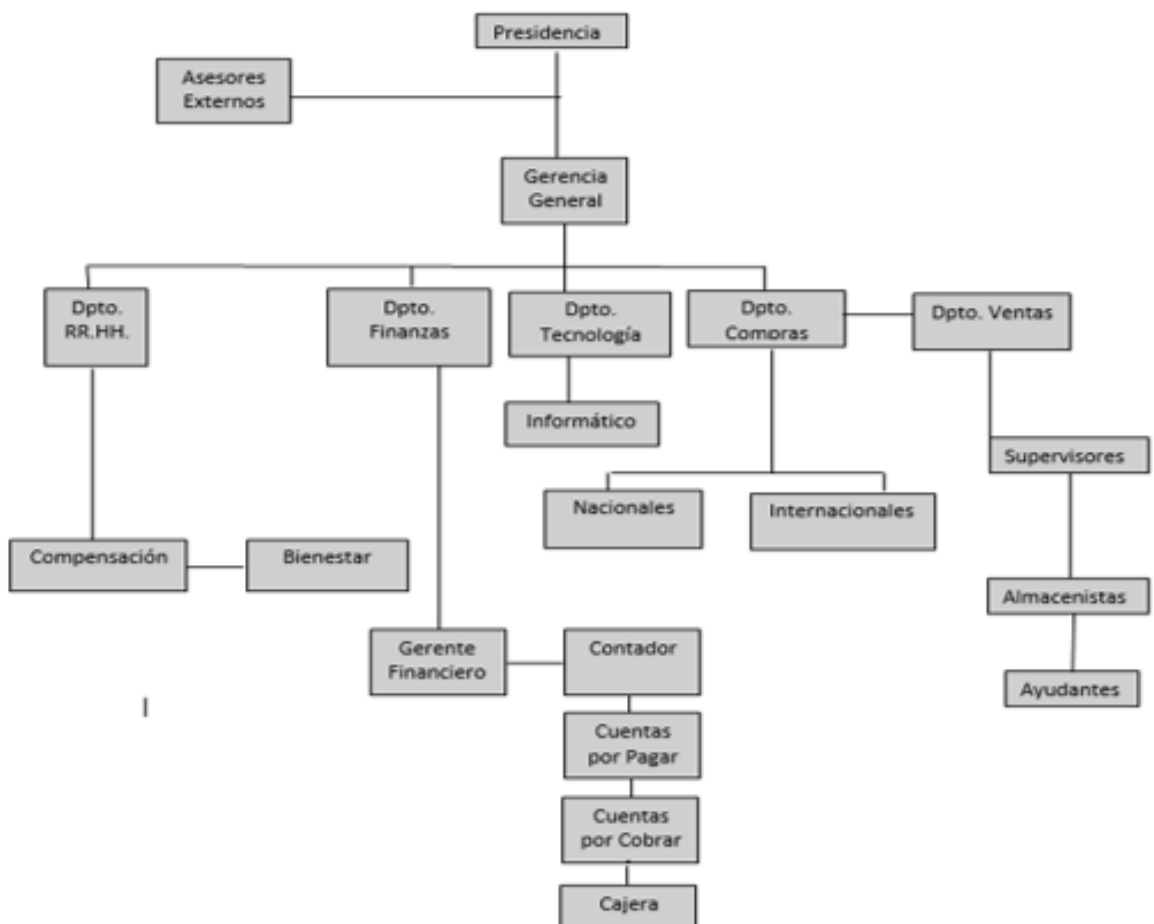 Presidencia
Asesores
Externos
Gerencia
General
Dpto.
RR.HH.
Dpto.
Finanzas
Dpto.
Tecnología
Dpto.
Comoras
Dpto. Ventas
Informático
Supervisores
Nacionales
Internacionales
Compensación
Bienestar
Almacenistas
Gerente
Financiero
Contador
Ayudantes
Cuentas
por Pagar
Cuentas
por Cobrar
Cajera